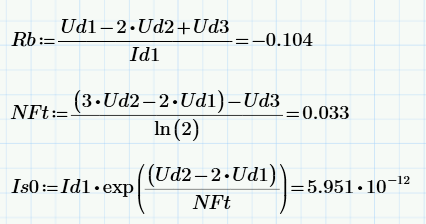 Rb := (Ud1 − 2 · Ud2 + Ud3) / Id1 = −0.104
NFt := ((3 · Ud2 − 2 · Ud1) − Ud3) / ln(2) = 0.033
Is0 := Id1 · exp((Ud2 − 2 · Ud1) / NFt) = 5.951 · 10^−12